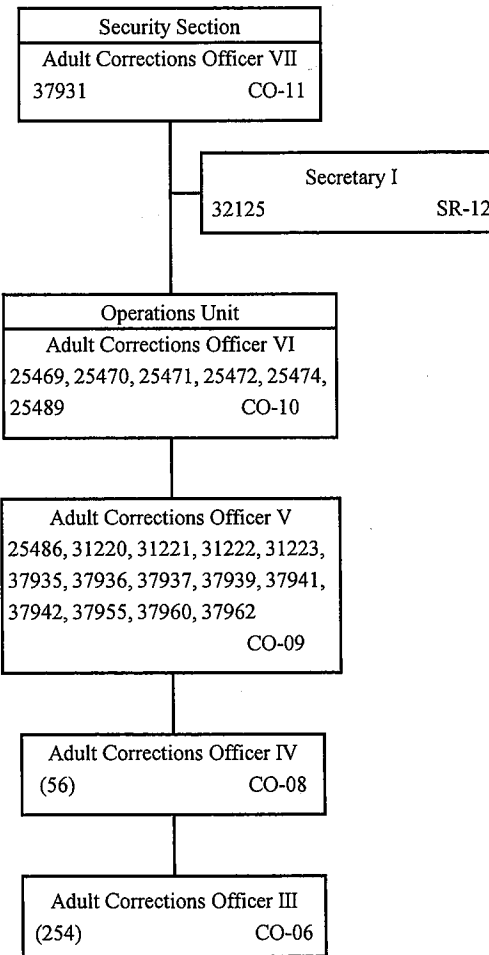 Security Section
Adult Corrections Officer VII
37931 CO-11
Secretary I
32125 SR-12
Operations Unit
Adult Corrections Officer VI
25469, 25470, 25471, 25472, 25474,
25489 CO-10
Adult Corrections Officer V
25486, 31220, 31221, 31222, 31223,
37935, 37936, 37937, 37939, 37941,
37942, 37955, 37960, 37962
CO-09
Adult Corrections Officer IV
(56) CO-08
Adult Corrections Officer III
(254) CO-06